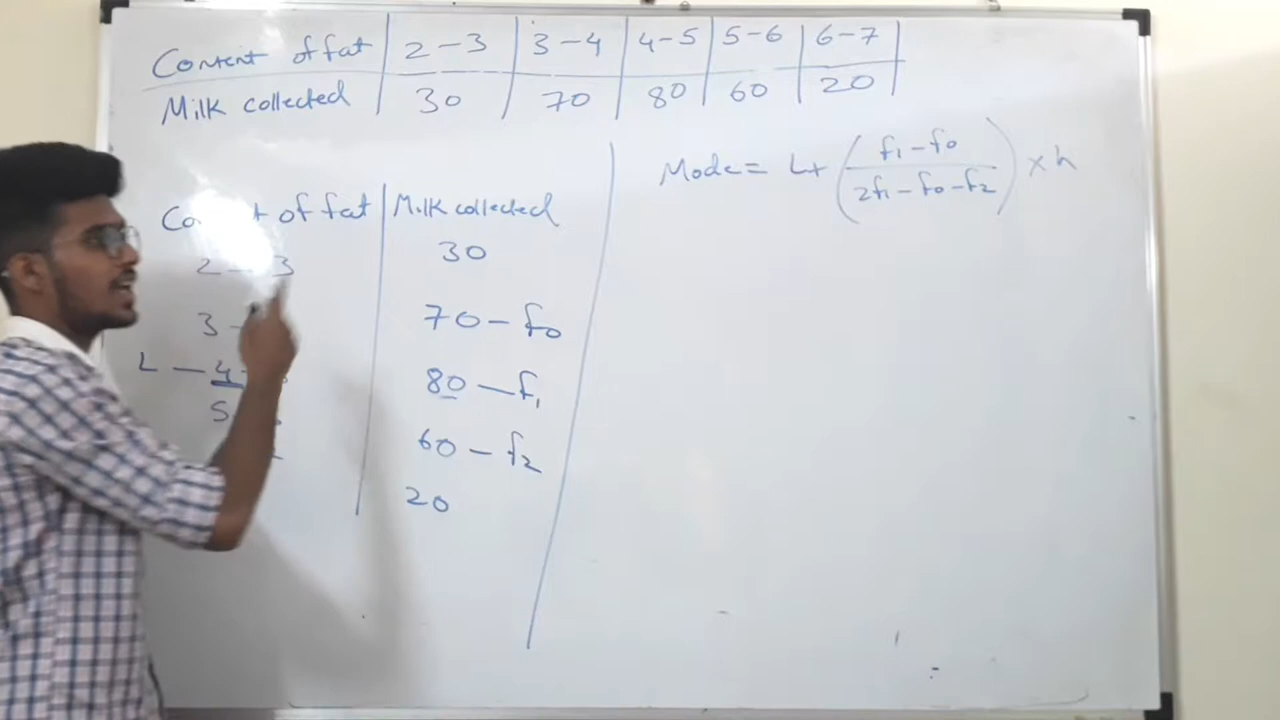 Content of fat 2-3 3-4 4-5 5-6 6-7
Milk collected 30 70 80 60 20
Mode = L+ (f1-f0 / 2f1-f0-f2) × h
of fat Milk collected
2-3 30
3- 70-f0
L-4- 80-f1
5 60-f2
20